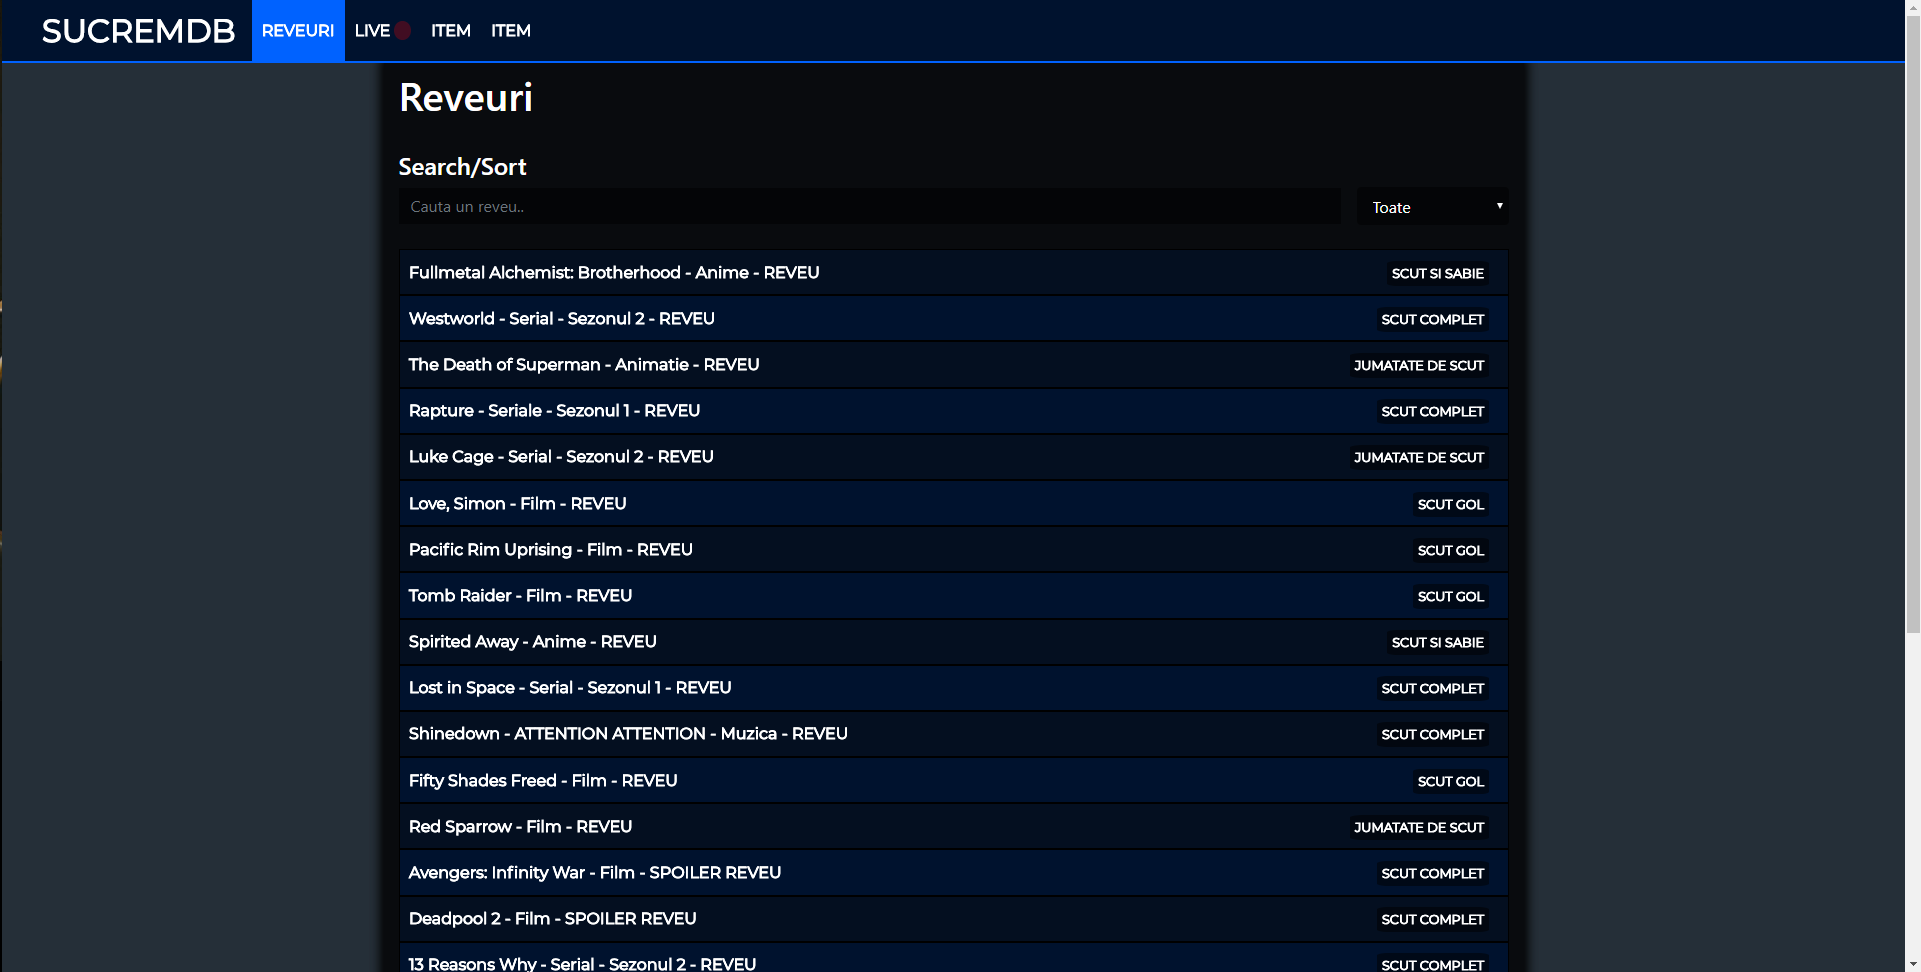 SUCREMDB REVEURI LIVE ITEM ITEM
Reveuri
Search/Sort
Cauta un reveu.. Toate
Fullmetal Alchemist: Brotherhood - Anime - REVEU SCUT SI SABIE
Westworld - Serial - Sezonul 2 - REVEU SCUT COMPLET
The Death of Superman - Animatie - REVEU JUMATATE DE SCUT
Rapture - Seriale - Sezonul 1 - REVEU SCUT COMPLET
Luke Cage - Serial - Sezonul 2 - REVEU JUMATATE DE SCUT
Love, Simon - Film - REVEU SCUT GOL
Pacific Rim Uprising - Film - REVEU SCUT GOL
Tomb Raider - Film - REVEU SCUT GOL
Spirited Away - Anime - REVEU SCUT SI SABIE
Lost in Space - Serial - Sezonul 1 - REVEU SCUT COMPLET
Shinedown - ATTENTION ATTENTION - Muzica - REVEU SCUT COMPLET
Fifty Shades Freed - Film - REVEU SCUT GOL
Red Sparrow - Film - REVEU JUMATATE DE SCUT
Avengers: Infinity War - Film - SPOILER REVEU SCUT COMPLET
Deadpool 2 - Film - SPOILER REVEU SCUT COMPLET
13 Reasons Why - Serial - Sezonul 2 - REVEU SCUT COMPLET